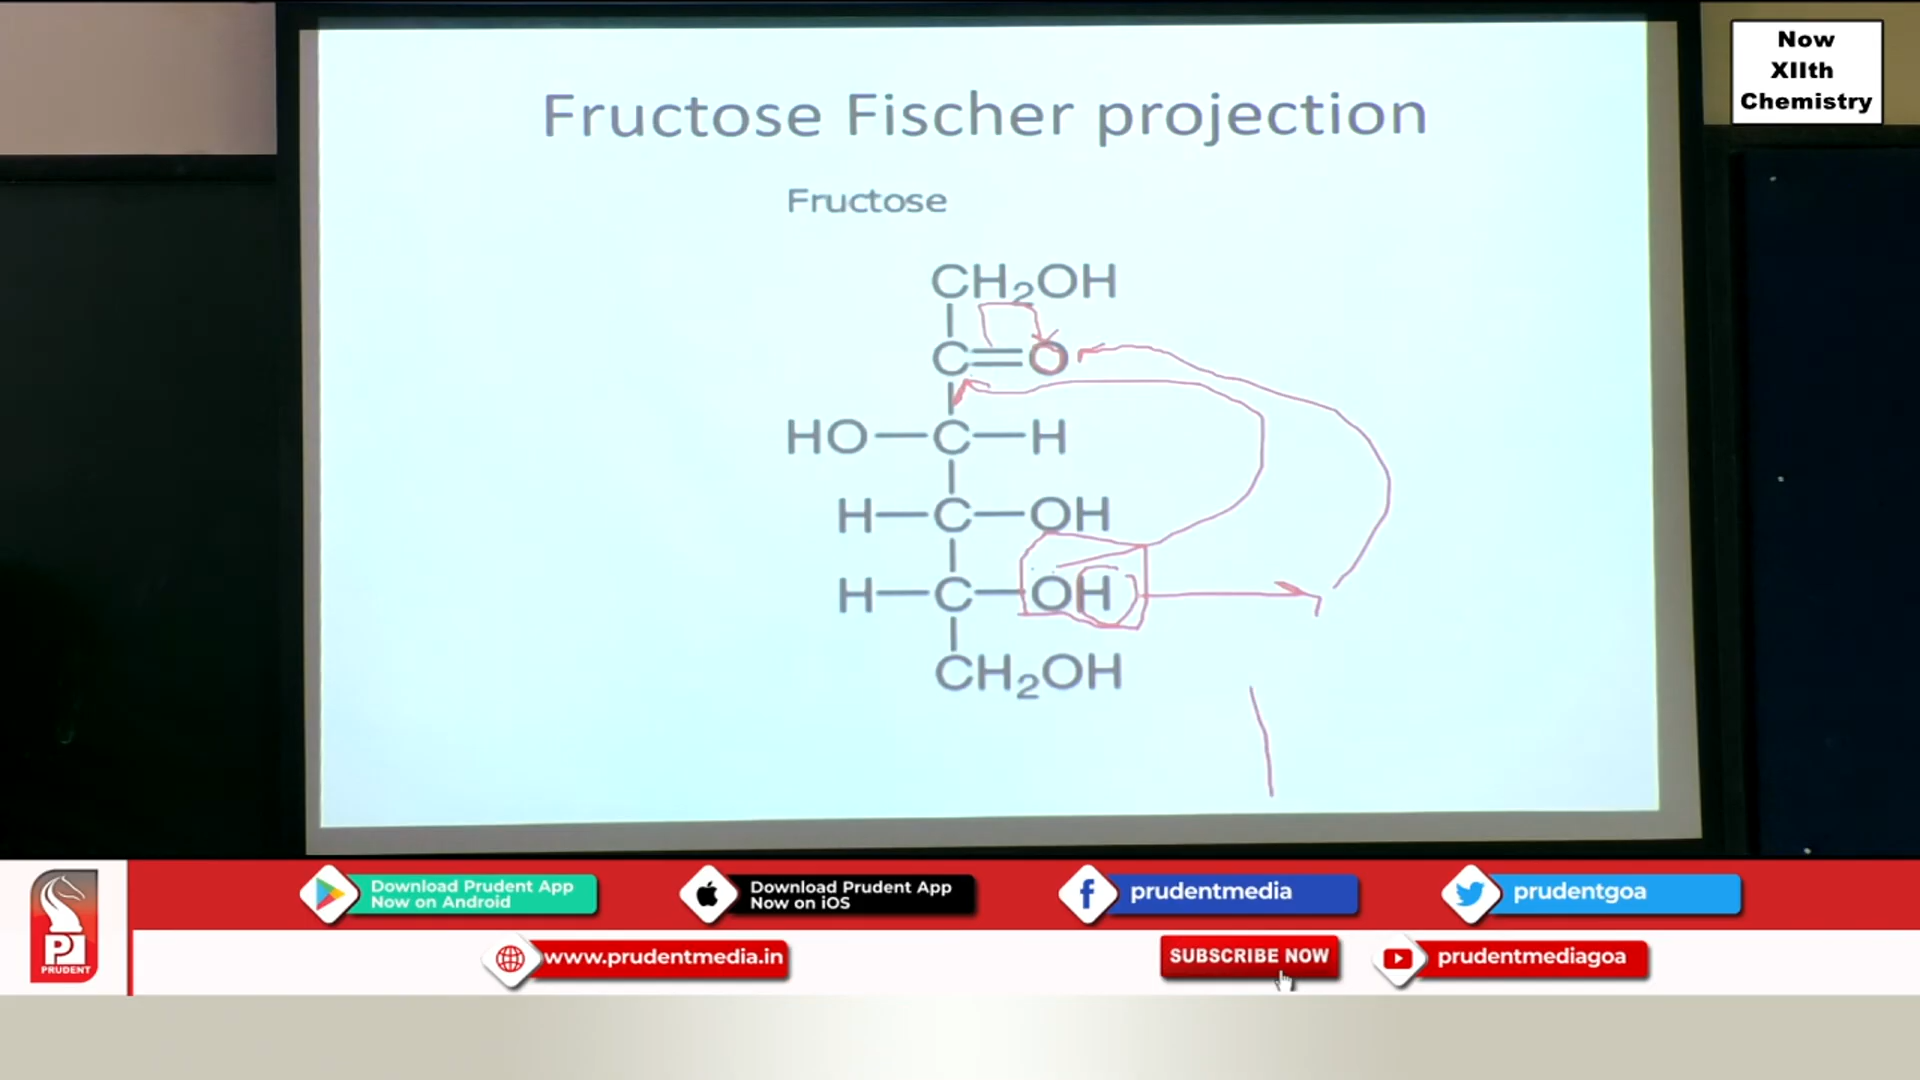 Now
XIIth
Chemistry
Fructose Fischer projection
Fructose
CH₂OH
C=O
HO—C—H
H—C—OH
H—C—OH
CH₂OH
Download Prudent App
Now on Android
Download Prudent App
Now on iOS
prudentmedia
prudentgoa
PRUDENT
www.prudentmedia.in
SUBSCRIBE NOW
prudentmediagoa